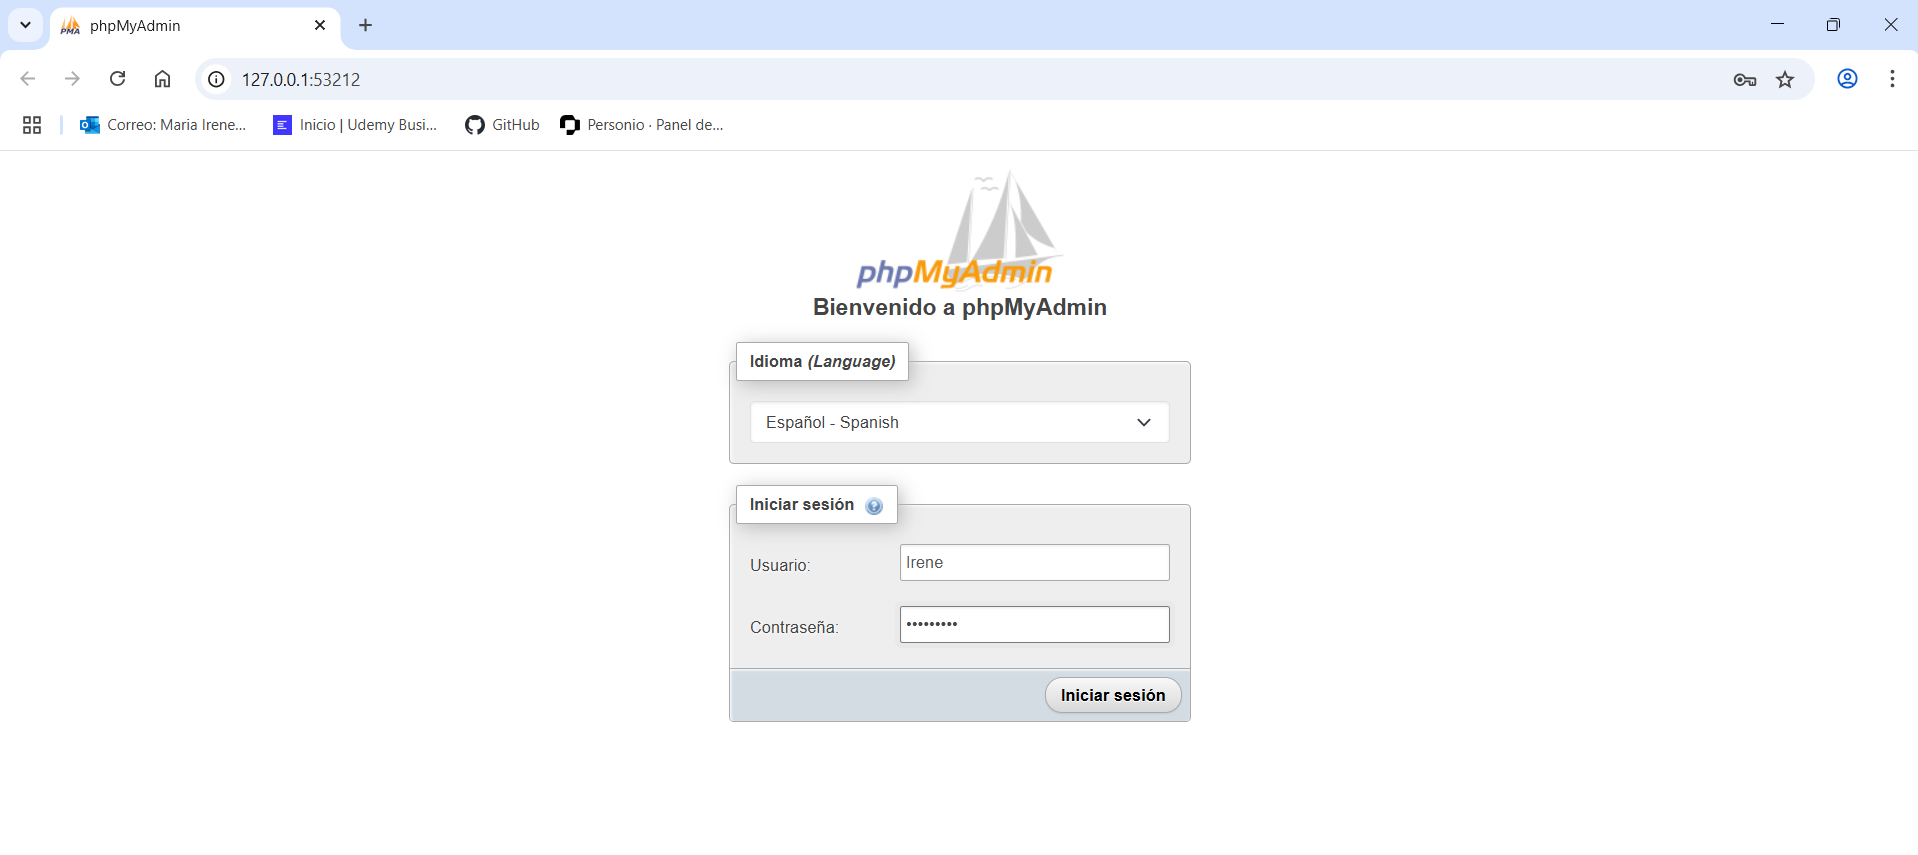 phpMyAdmin
127.0.0.1:53212
Correo: Maria Irene... Inicio | Udemy Busi... GitHub Personio · Panel de...
phpMyAdmin
Bienvenido a phpMyAdmin
Idioma (Language)
Español - Spanish
Iniciar sesión
Usuario: Irene
Contraseña: •••••••••
Iniciar sesión